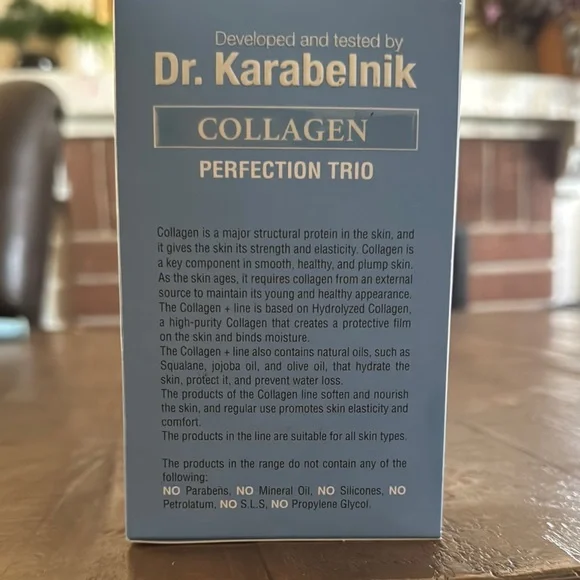 Developed and tested by
Dr. Karabelnik
COLLAGEN
PERFECTION TRIO
Collagen is a major structural protein in the skin, and
it gives the skin its strength and elasticity. Collagen is
a key component in smooth, healthy, and plump skin.
As the skin ages, it requires collagen from an external
source to maintain its young and healthy appearance.
The Collagen + line is based on Hydrolyzed Collagen,
a high-purity Collagen that creates a protective film
on the skin and binds moisture.
The Collagen + line also contains natural oils, such as
Squalane, jojoba oil, and olive oil, that hydrate the
skin, protect it, and prevent water loss.
The products of the Collagen line soften and nourish
the skin, and regular use promotes skin elasticity and
comfort.
The products in the line are suitable for all skin types.
The products in the range do not contain any of the
following:
NO Parabens, NO Mineral Oil, NO Silicones, NO
Petrolatum, NO S.L.S, NO Propylene Glycol.